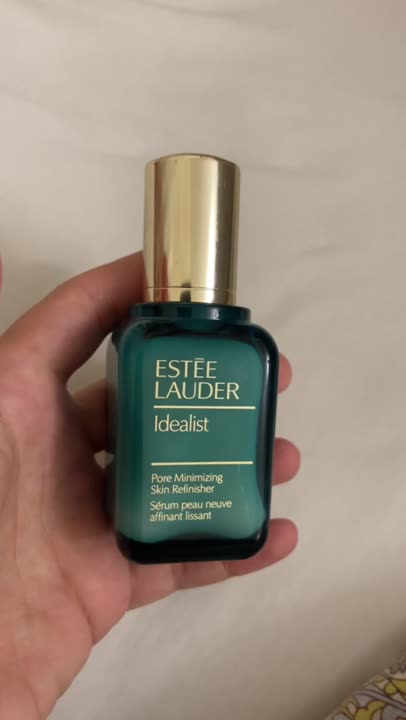 ESTĒE
LAUDER
Idealist
Pore Minimizing
Skin Refinisher
Sérum peau neuve
affinant lissant